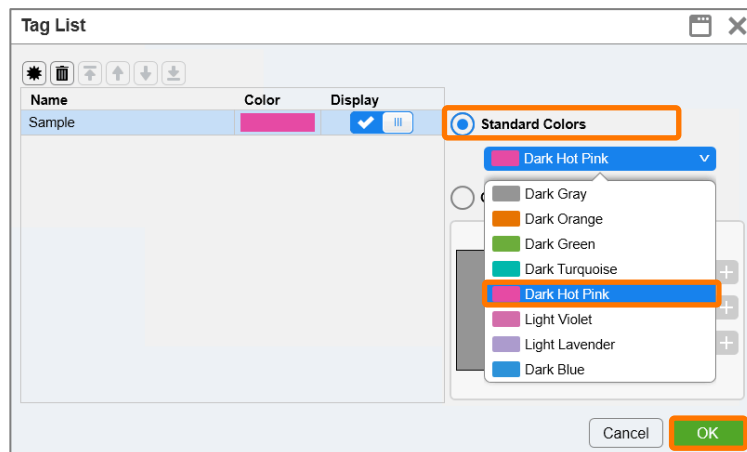 Tag List
Name Color Display
Sample
Standard Colors
Dark Hot Pink
Dark Gray
Dark Orange
Dark Green
Dark Turquoise
Dark Hot Pink
Light Violet
Light Lavender
Dark Blue
Cancel OK